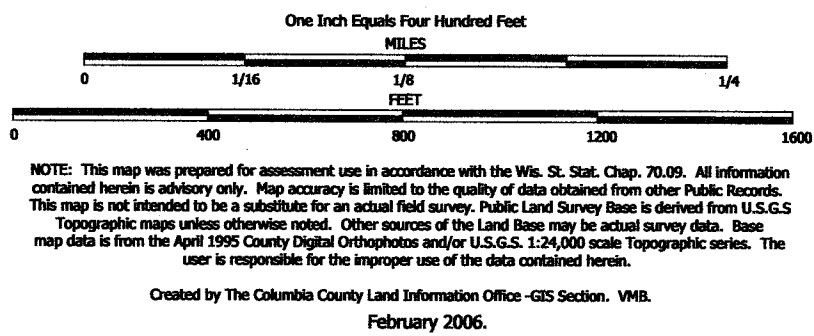 One Inch Equals Four Hundred Feet
MILES
0 1/16 1/8 1/4
FEET
0 400 800 1200 1600
NOTE: This map was prepared for assessment use in accordance with the Wis. St. Stat. Chap. 70.09. All information
contained herein is advisory only. Map accuracy is limited to the quality of data obtained from other Public Records.
This map is not intended to be a substitute for an actual field survey. Public Land Survey Base is derived from U.S.G.S
Topographic maps unless otherwise noted. Other sources of the Land Base may be actual survey data. Base
map data is from the April 1995 County Digital Orthophotos and/or U.S.G.S. 1:24,000 scale Topographic series. The
user is responsible for the improper use of the data contained herein.
Created by The Columbia County Land Information Office -GIS Section. VMB.
February 2006.